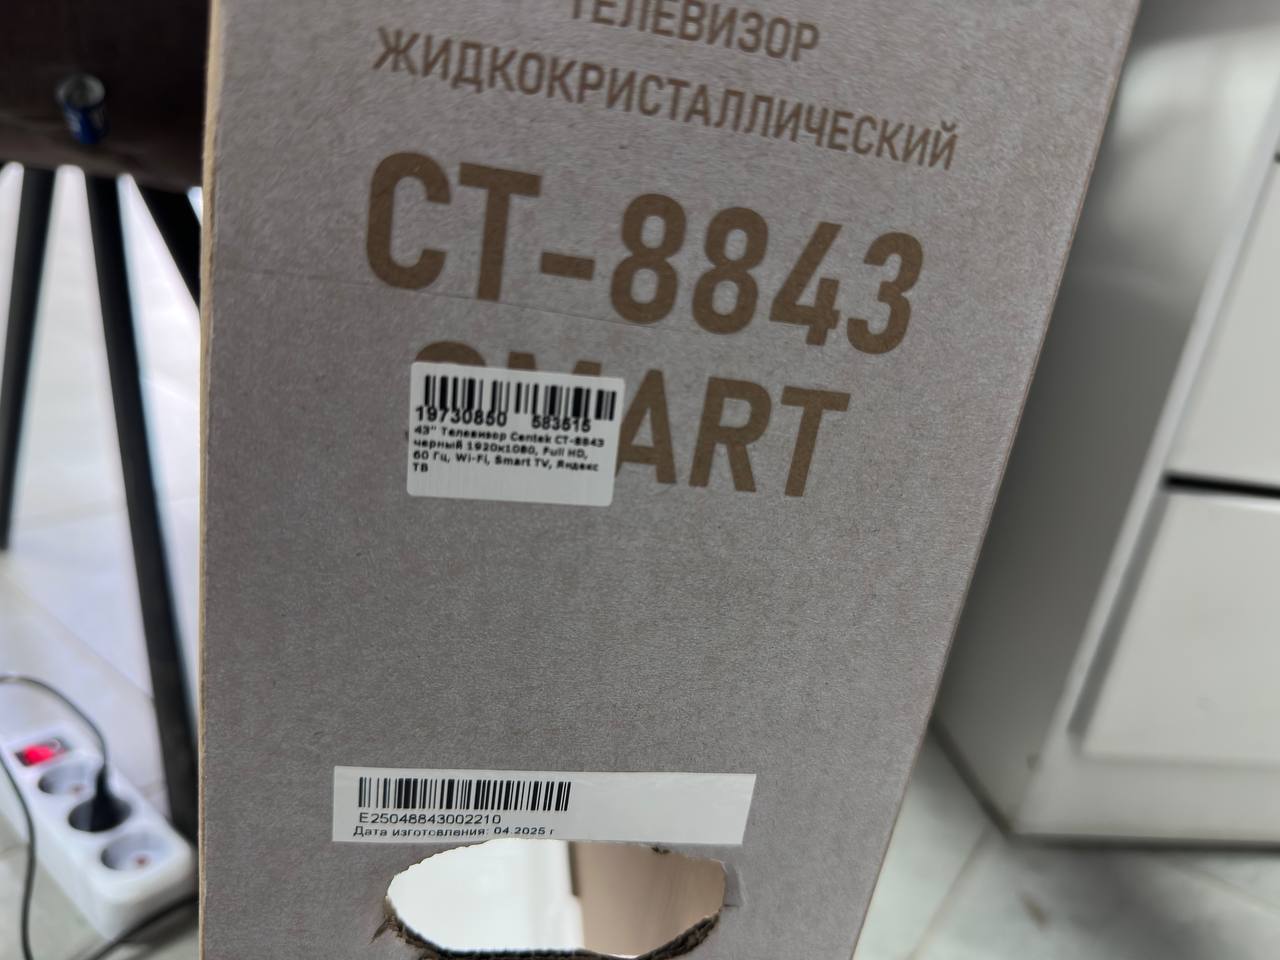 ТЕЛЕВИЗОР
ЖИДКОКРИСТАЛЛИЧЕСКИЙ
CT-8843
SMART
19730850 583515
43" Телевизор Centek CT-8843
черный 1920x1080, Full HD,
60 Гц, Wi-Fi, Smart TV, Яндекс
ТВ
E25048843002210
Дата изготовления: 04.2025 г